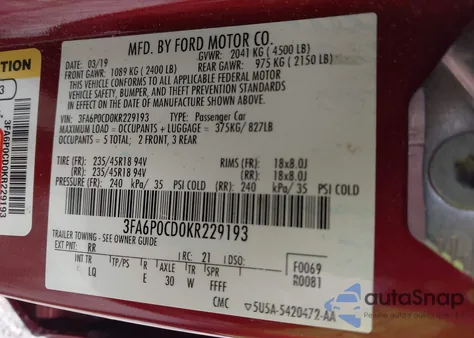 MFD. BY FORD MOTOR CO.
DATE: 03/19 GVWR: 2041 KG (4500 LB)
FRONT GAWR: 1089 KG (2400 LB) REAR GAWR: 975 KG (2150 LB)
THIS VEHICLE CONFORMS TO ALL APPLICABLE FEDERAL MOTOR
VEHICLE SAFETY, BUMPER, AND THEFT PREVENTION STANDARDS
IN EFFECT ON THE DATE OF MANUFACTURE SHOWN ABOVE.
VIN: 3FA6P0CD0KR229193 TYPE: Passenger Car
MAXIMUM LOAD = OCCUPANTS + LUGGAGE = 375KG/827LB
OCCUPANTS = 5 TOTAL, 2 FRONT, 3 REAR
TIRE (FR): 235/45R18 94V RIMS (FR): 18x8.0J
TIRE (RR): 235/45R18 94V (RR): 18x8.0J
PRESSURE (FR): 240 kPa/ 35 PSI COLD (RR): 240 kPa/ 35 PSI COLD
3FA6P0CD0KR229193
TRAILER TOWING - SEE OWNER GUIDE
EXT PNT: RR RC: 21 DSO: F0069
INT TR TP/PS R AXLE TR SPR R0081
LQ E 30 W FFFF
CMC 5U5A-5420472-AA
3FA6P0CD0KR229193
autoSnap